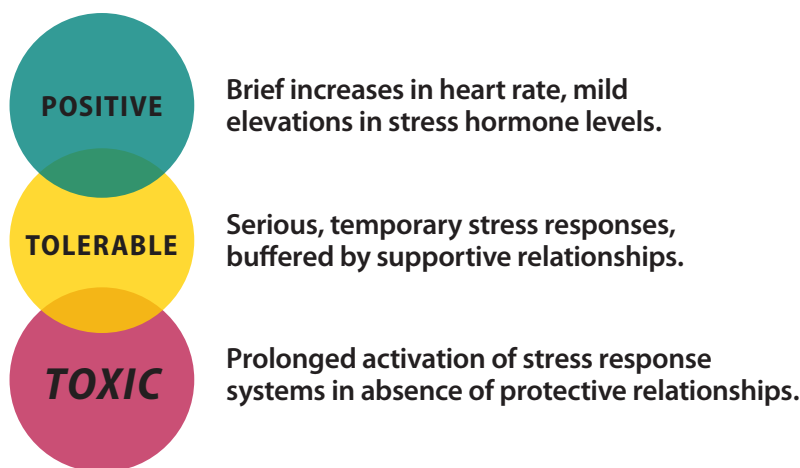 POSITIVE
Brief increases in heart rate, mild
elevations in stress hormone levels.
TOLERABLE
Serious, temporary stress responses,
buffered by supportive relationships.
TOXIC
Prolonged activation of stress response
systems in absence of protective relationships.